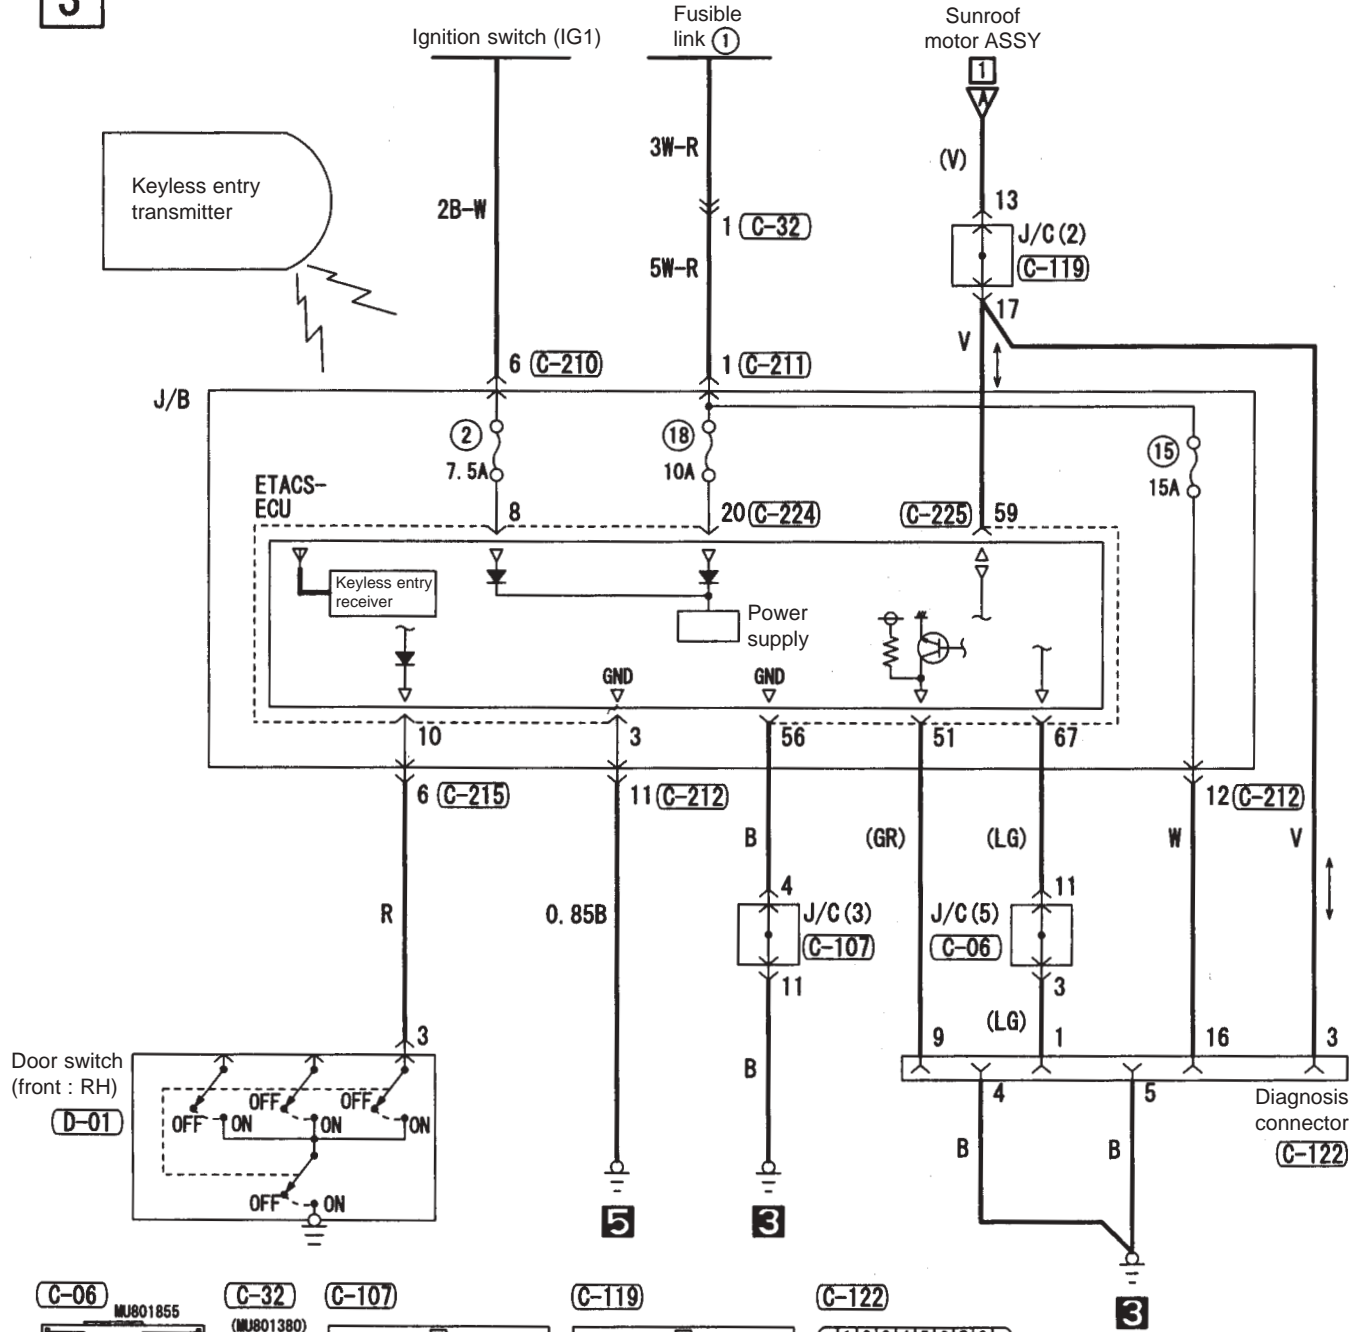 3
Ignition switch (IG1)
Fusible
link ①
Sunroof
motor ASSY
1
A
Keyless entry
transmitter
2B-W
3W-R
(V)
13
1 (C-32)
J/C(2)
(C-119)
5W-R
17
V
6 (C-210)
1 (C-211)
J/B
②
7.5A
⑱
10A
⑮
15A
ETACS-
ECU
8
20 (C-224)
(C-225) 59
Keyless entry
receiver
Power
supply
GND
GND
10
3
56
51
67
6 (C-215)
11 (C-212)
12 (C-212)
B
(GR)
(LG)
W
V
4
11
R
0.85B
J/C(3)
(C-107)
J/C(5)
(C-06)
11
3
(LG)
3
9
1
16
3
Door switch
(front : RH)
(D-01)
OFF
ON
OFF
ON
OFF
ON
OFF
ON
B
4
5
Diagnosis
connector
(C-122)
B
B
5
3
3
(C-06)
MU801855
(C-32)
(MU801380)
(C-107)
(C-119)
(C-122)